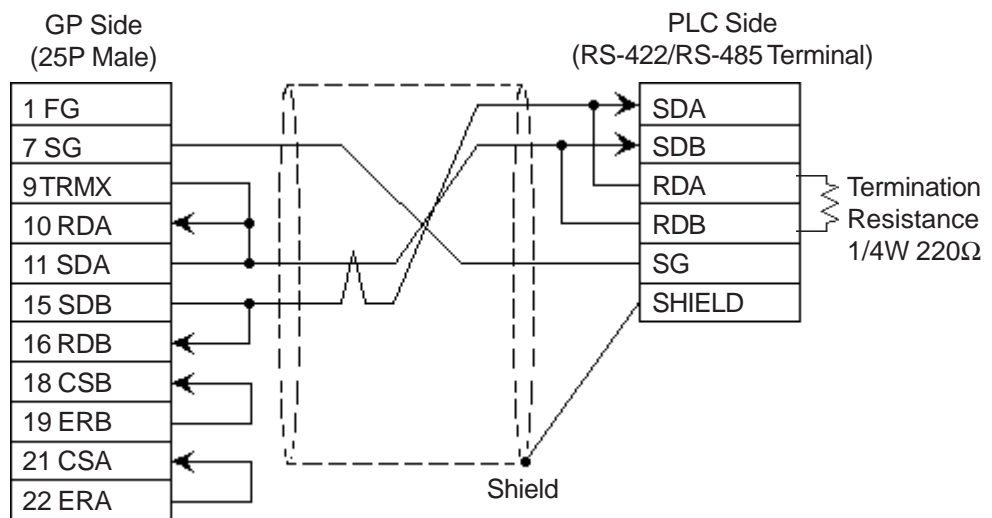 GP Side
(25P Male)
1 FG
7 SG
9TRMX
10 RDA
11 SDA
15 SDB
16 RDB
18 CSB
19 ERB
21 CSA
22 ERA
Shield
PLC Side
(RS-422/RS-485 Terminal)
SDA
SDB
RDA
RDB
SG
SHIELD
Termination
Resistance
1/4W 220Ω